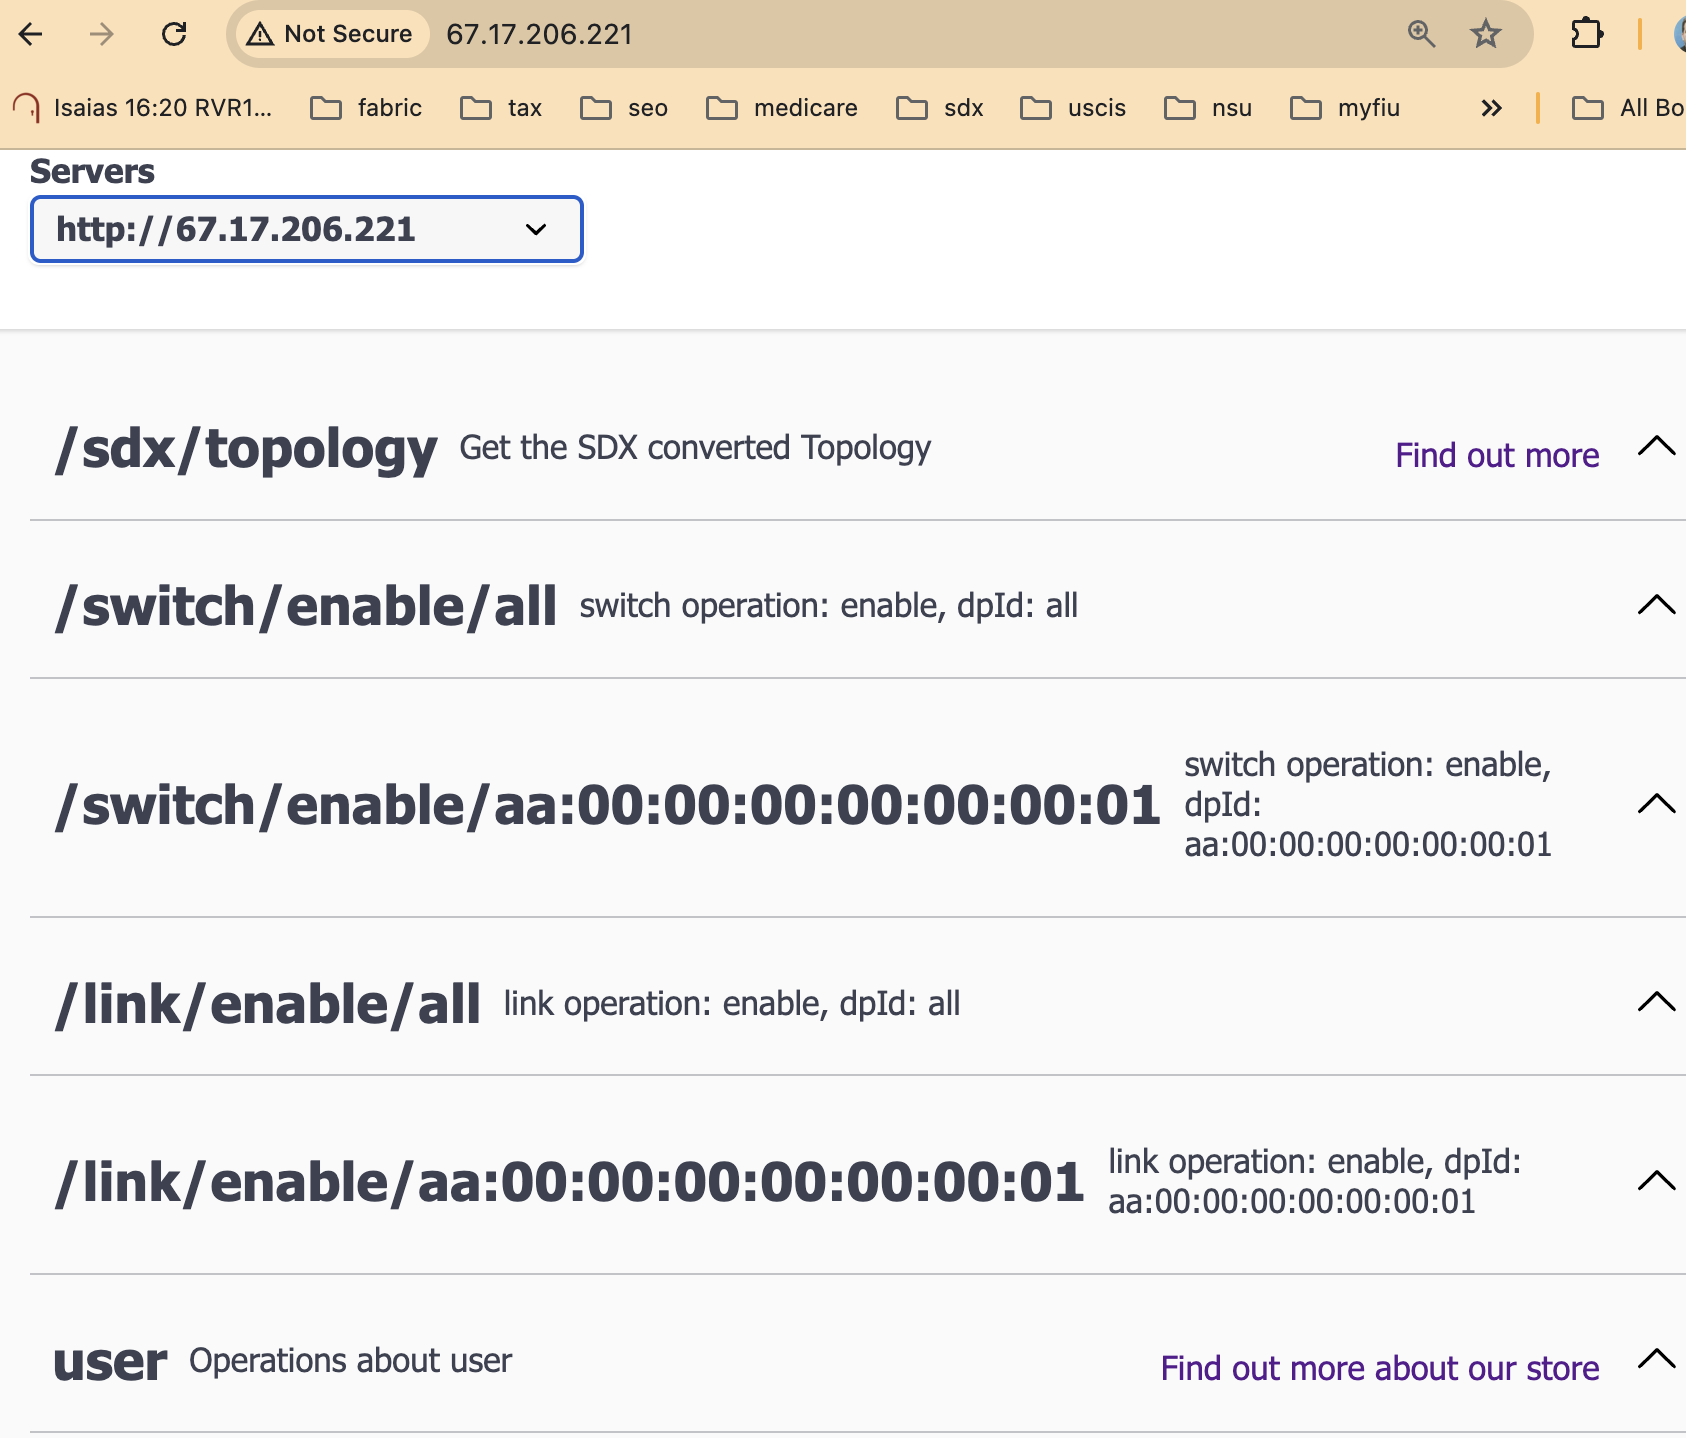 Not Secure 67.17.206.221
Isaias 16:20 RVR1... fabric tax seo medicare sdx uscis nsu myfiu » All Bo
Servers
http://67.17.206.221
/sdx/topology Get the SDX converted Topology Find out more
/switch/enable/all switch operation: enable, dpId: all
/switch/enable/aa:00:00:00:00:00:00:01 switch operation: enable,
dpId:
aa:00:00:00:00:00:00:01
/link/enable/all link operation: enable, dpId: all
/link/enable/aa:00:00:00:00:00:00:01 link operation: enable, dpId:
aa:00:00:00:00:00:00:01
user Operations about user Find out more about our store